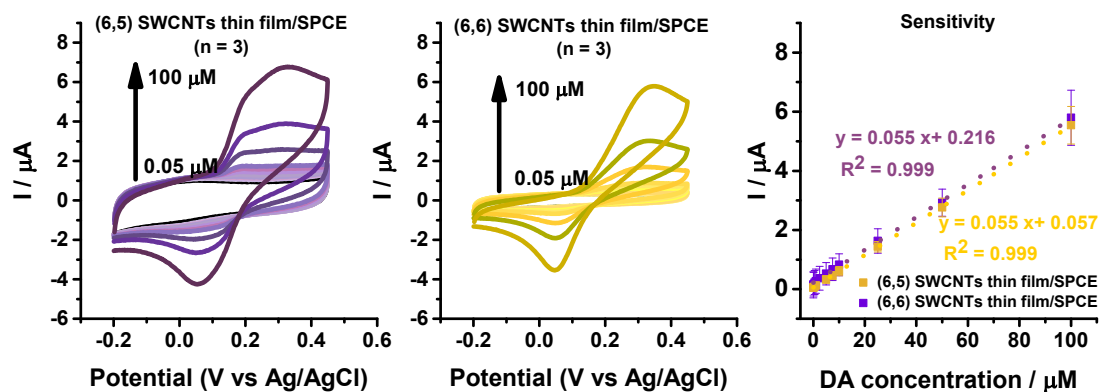 (6,5) SWCNTs thin film/SPCE
(n = 3)
100 μM
0.05 μM
I / μA
8
6
4
2
0
-2
-4
-6
-0.2
0.0
0.2
0.4
0.6
Potential (V vs Ag/AgCl)
(6,6) SWCNTs thin film/SPCE
(n = 3)
100 μM
0.05 μM
I / μA
8
6
4
2
0
-2
-4
-6
-0.2
0.0
0.2
0.4
0.6
Potential (V vs Ag/AgCl)
Sensitivity
y = 0.055 x+ 0.216
R² = 0.999
y = 0.055 x+ 0.057
R² = 0.999
(6,5) SWCNTs thin film/SPCE
(6,6) SWCNTs thin film/SPCE
I / μA
8
6
4
2
0
0
20
40
60
80
100
DA concentration / μM